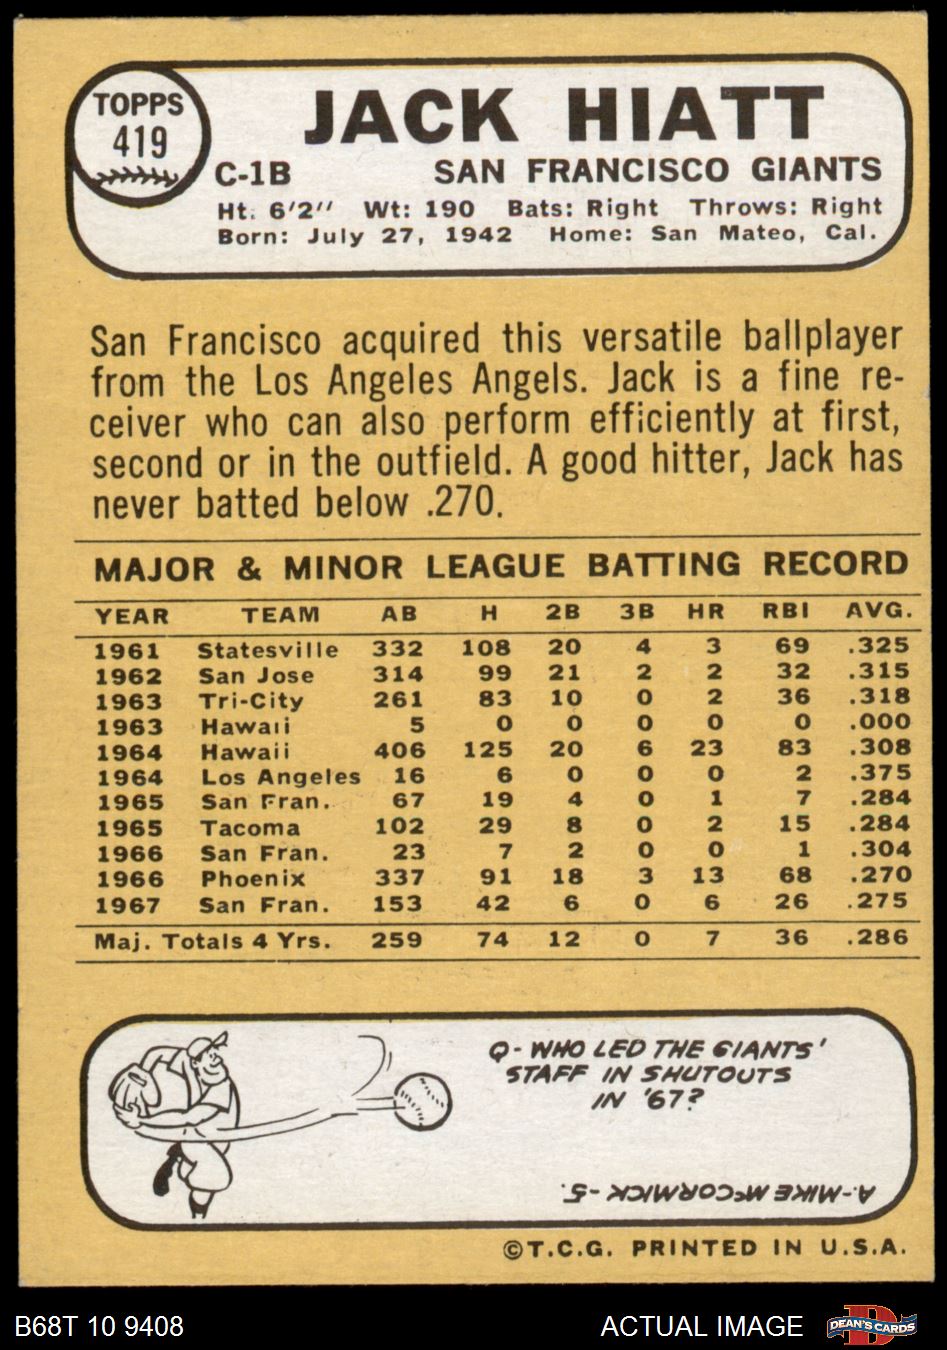 TOPPS
419
JACK HIATT
C-1B SAN FRANCISCO GIANTS
Ht. 6'2" Wt: 190 Bats: Right Throws: Right
Born: July 27, 1942 Home: San Mateo, Cal.
San Francisco acquired this versatile ballplayer
from the Los Angeles Angels. Jack is a fine re-
ceiver who can also perform efficiently at first,
second or in the outfield. A good hitter, Jack has
never batted below .270.
MAJOR & MINOR LEAGUE BATTING RECORD
YEAR TEAM AB H 2B 3B HR RBI AVG.
1961 Statesville 332 108 20 4 3 69 .325
1962 San Jose 314 99 21 2 2 32 .315
1963 Tri-City 261 83 10 0 2 36 .318
1963 Hawaii 5 0 0 0 0 0 .000
1964 Hawaii 406 125 20 6 23 83 .308
1964 Los Angeles 16 6 0 0 0 2 .375
1965 San Fran. 67 19 4 0 1 7 .284
1965 Tacoma 102 29 8 0 2 15 .284
1966 San Fran. 23 7 2 0 0 1 .304
1966 Phoenix 337 91 18 3 13 68 .270
1967 San Fran. 153 42 6 0 6 26 .275
Maj. Totals 4 Yrs. 259 74 12 0 7 36 .286
Q- WHO LED THE GIANTS'
STAFF IN SHUTOUTS
IN '67?
A-MIKE McCORMICK-5.
©T.C.G. PRINTED IN U.S.A.
B68T 10 9408 ACTUAL IMAGE DEAN'S CARDS